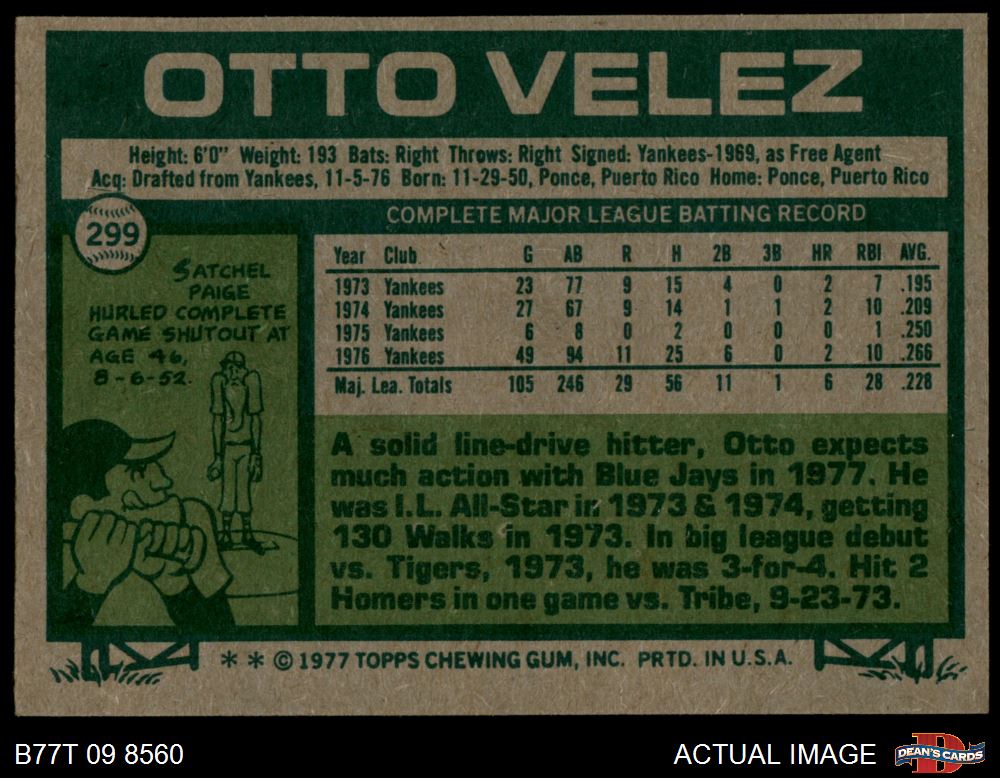 OTTO VELEZ
Height: 6'0" Weight: 193 Bats: Right Throws: Right Signed: Yankees-1969, as Free Agent
Acq: Drafted from Yankees, 11-5-76 Born: 11-29-50, Ponce, Puerto Rico Home: Ponce, Puerto Rico
299
SATCHEL
PAIGE
HURLED COMPLETE
GAME SHUTOUT AT
AGE 46,
8-6-52.
COMPLETE MAJOR LEAGUE BATTING RECORD
Year Club G AB R H 2B 3B HR RBI AVG.
1973 Yankees 23 77 9 15 4 0 2 7 .195
1974 Yankees 27 67 9 14 1 1 2 10 .209
1975 Yankees 6 8 0 2 0 0 0 1 .250
1976 Yankees 49 94 11 25 6 0 2 10 .266
Maj. Lea. Totals 105 246 29 56 11 1 6 28 .228
A solid line-drive hitter, Otto expects
much action with Blue Jays in 1977. He
was I.L. All-Star in 1973 & 1974, getting
130 Walks in 1973. In big league debut
vs. Tigers, 1973, he was 3-for-4. Hit 2
Homers in one game vs. Tribe, 9-23-73.
* * © 1977 TOPPS CHEWING GUM, INC. PRTD. IN U.S.A.
B77T 09 8560
ACTUAL IMAGE
D
DEAN'S CARDS